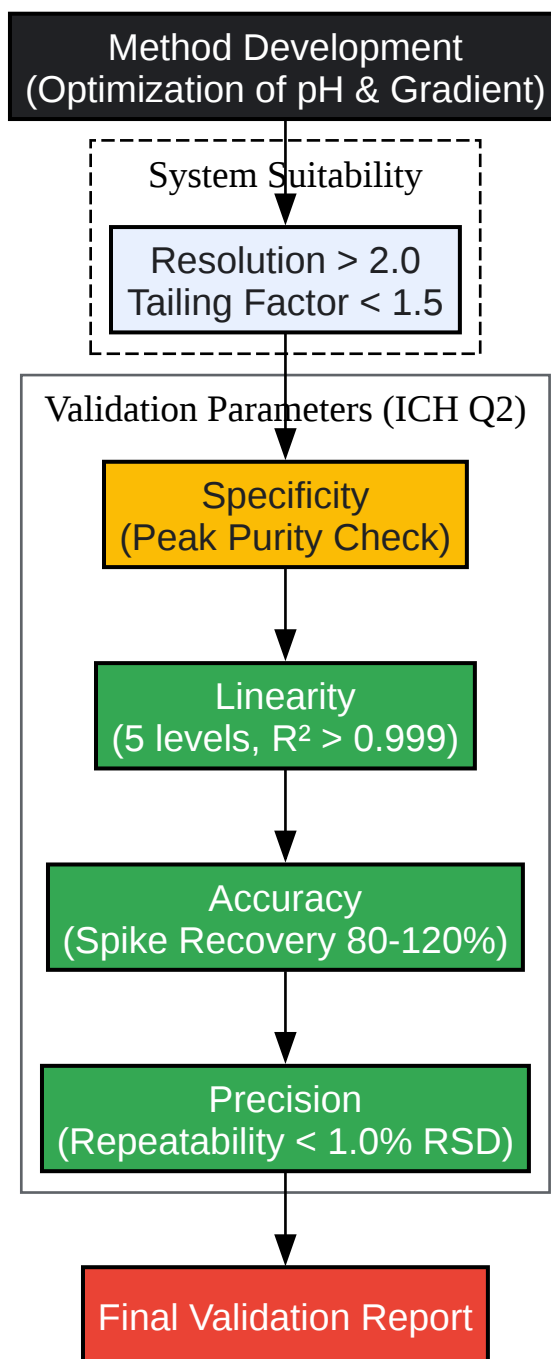 Method Development
(Optimization of pH & Gradient)
System Suitability
Resolution > 2.0
Tailing Factor < 1.5
Validation Parameters (ICH Q2)
Specificity
(Peak Purity Check)
Linearity
(5 levels, R² > 0.999)
Accuracy
(Spike Recovery 80-120%)
Precision
(Repeatability < 1.0% RSD)
Final Validation Report